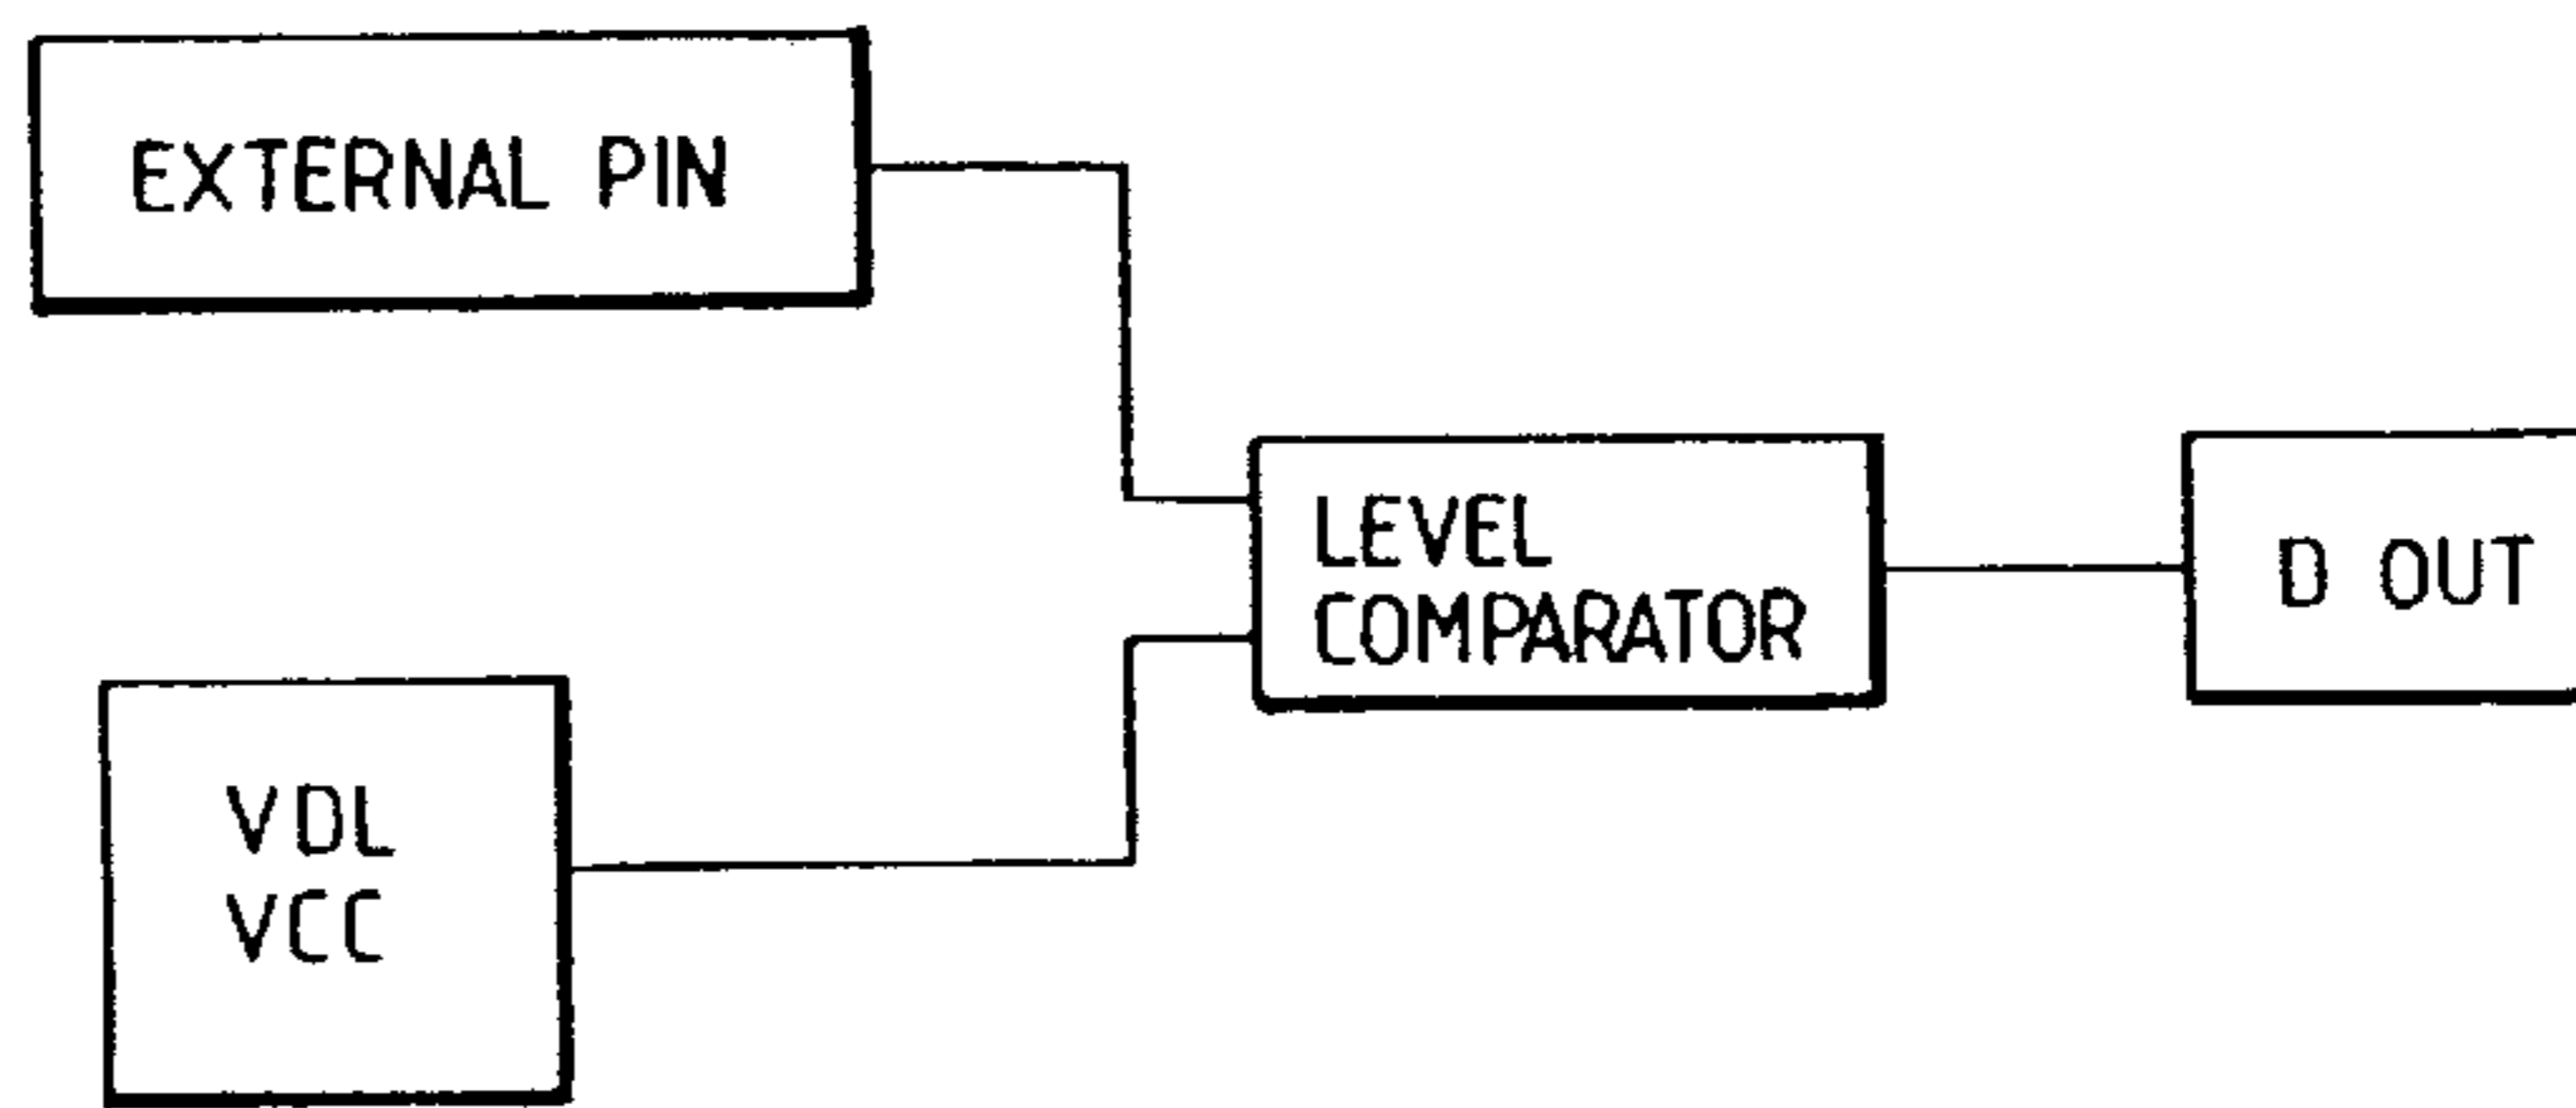 EXTERNAL PIN
LEVEL
COMPARATOR
D OUT
VDL
VCC